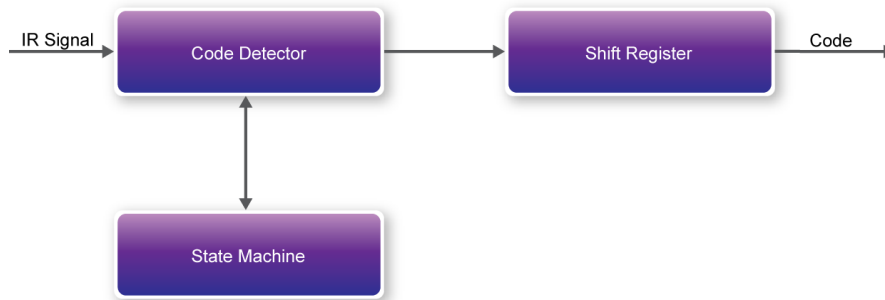 IR Signal
Code Detector
Shift Register
Code
State Machine